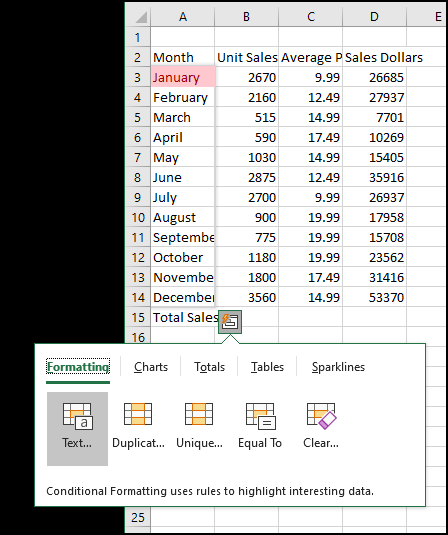 A B C D E
1
2 Month Unit Sales Average P Sales Dollars
3 January 2670 9.99 26685
4 February 2160 12.49 27937
5 March 515 14.99 7701
6 April 590 17.49 10269
7 May 1030 14.99 15405
8 June 2875 12.49 35916
9 July 2700 9.99 26937
10 August 900 19.99 17958
11 Septembe 775 19.99 15708
12 October 1180 19.99 23562
13 Novembe 1800 17.49 31416
14 December 3560 14.99 53370
15 Total Sales
16
Formatting Charts Totals Tables Sparklines
a
Text... Duplicat... Unique... Equal To Clear...
Conditional Formatting uses rules to highlight interesting data.
25